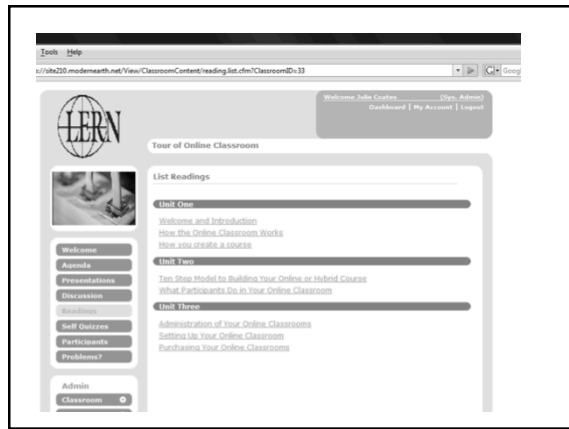 Tools Help
://site210.modernearth.net/View/ClassroomContent/reading.list.cfm?ClassroomID=33
Goog
Welcome Julie Coates (Sys. Admin)
Dashboard | My Account | Logout
LERN
Tour of Online Classroom
List Readings
Unit One
Welcome and Introduction
How the Online Classroom Works
How you create a course
Unit Two
Ten Step Model to Building Your Online or Hybrid Course
What Participants Do in Your Online Classroom
Unit Three
Administration of Your Online Classrooms
Setting Up Your Online Classroom
Purchasing Your Online Classrooms
Welcome
Agenda
Presentations
Discussion
Readings
Self Quizzes
Participants
Problems?
Admin
Classroom